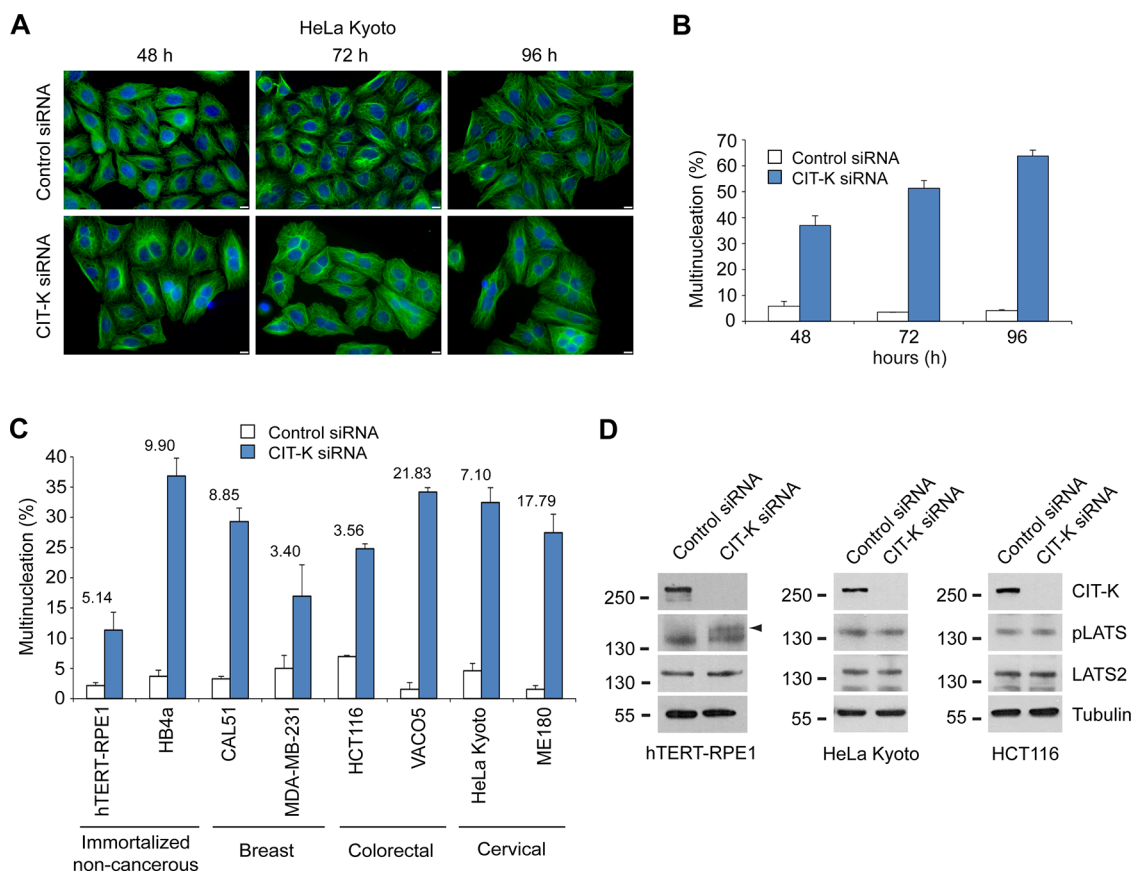 A
HeLa Kyoto
48 h
72 h
96 h
Control siRNA
CIT-K siRNA
B
Multinucleation (%)
70
60
50
40
30
20
10
0
Control siRNA
CIT-K siRNA
48
72
96
hours (h)
C
Multinucleation (%)
40
35
30
25
20
15
10
5
0
Control siRNA
CIT-K siRNA
5.14
9.90
8.85
3.40
3.56
21.83
7.10
17.79
hTERT-RPE1
HB4a
CAL51
MDA-MB-231
HCT116
VACO5
HeLa Kyoto
ME180
Immortalized
non-cancerous
Breast
Colorectal
Cervical
D
Control siRNA
CIT-K siRNA
Control siRNA
CIT-K siRNA
Control siRNA
CIT-K siRNA
250
250
250
CIT-K
130
130
130
pLATS
130
130
130
LATS2
55
55
55
Tubulin
hTERT-RPE1
HeLa Kyoto
HCT116